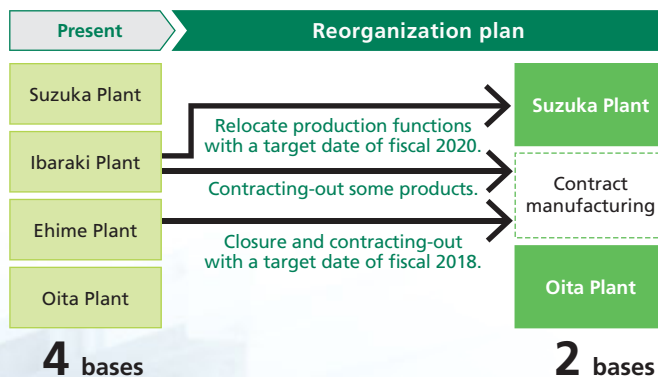 Present
Reorganization plan
Suzuka Plant
Ibaraki Plant
Ehime Plant
Oita Plant
Relocate production functions
with a target date of fiscal 2020.
Contracting-out some products.
Closure and contracting-out
with a target date of fiscal 2018.
Suzuka Plant
Contract
manufacturing
Oita Plant
4 bases
2 bases